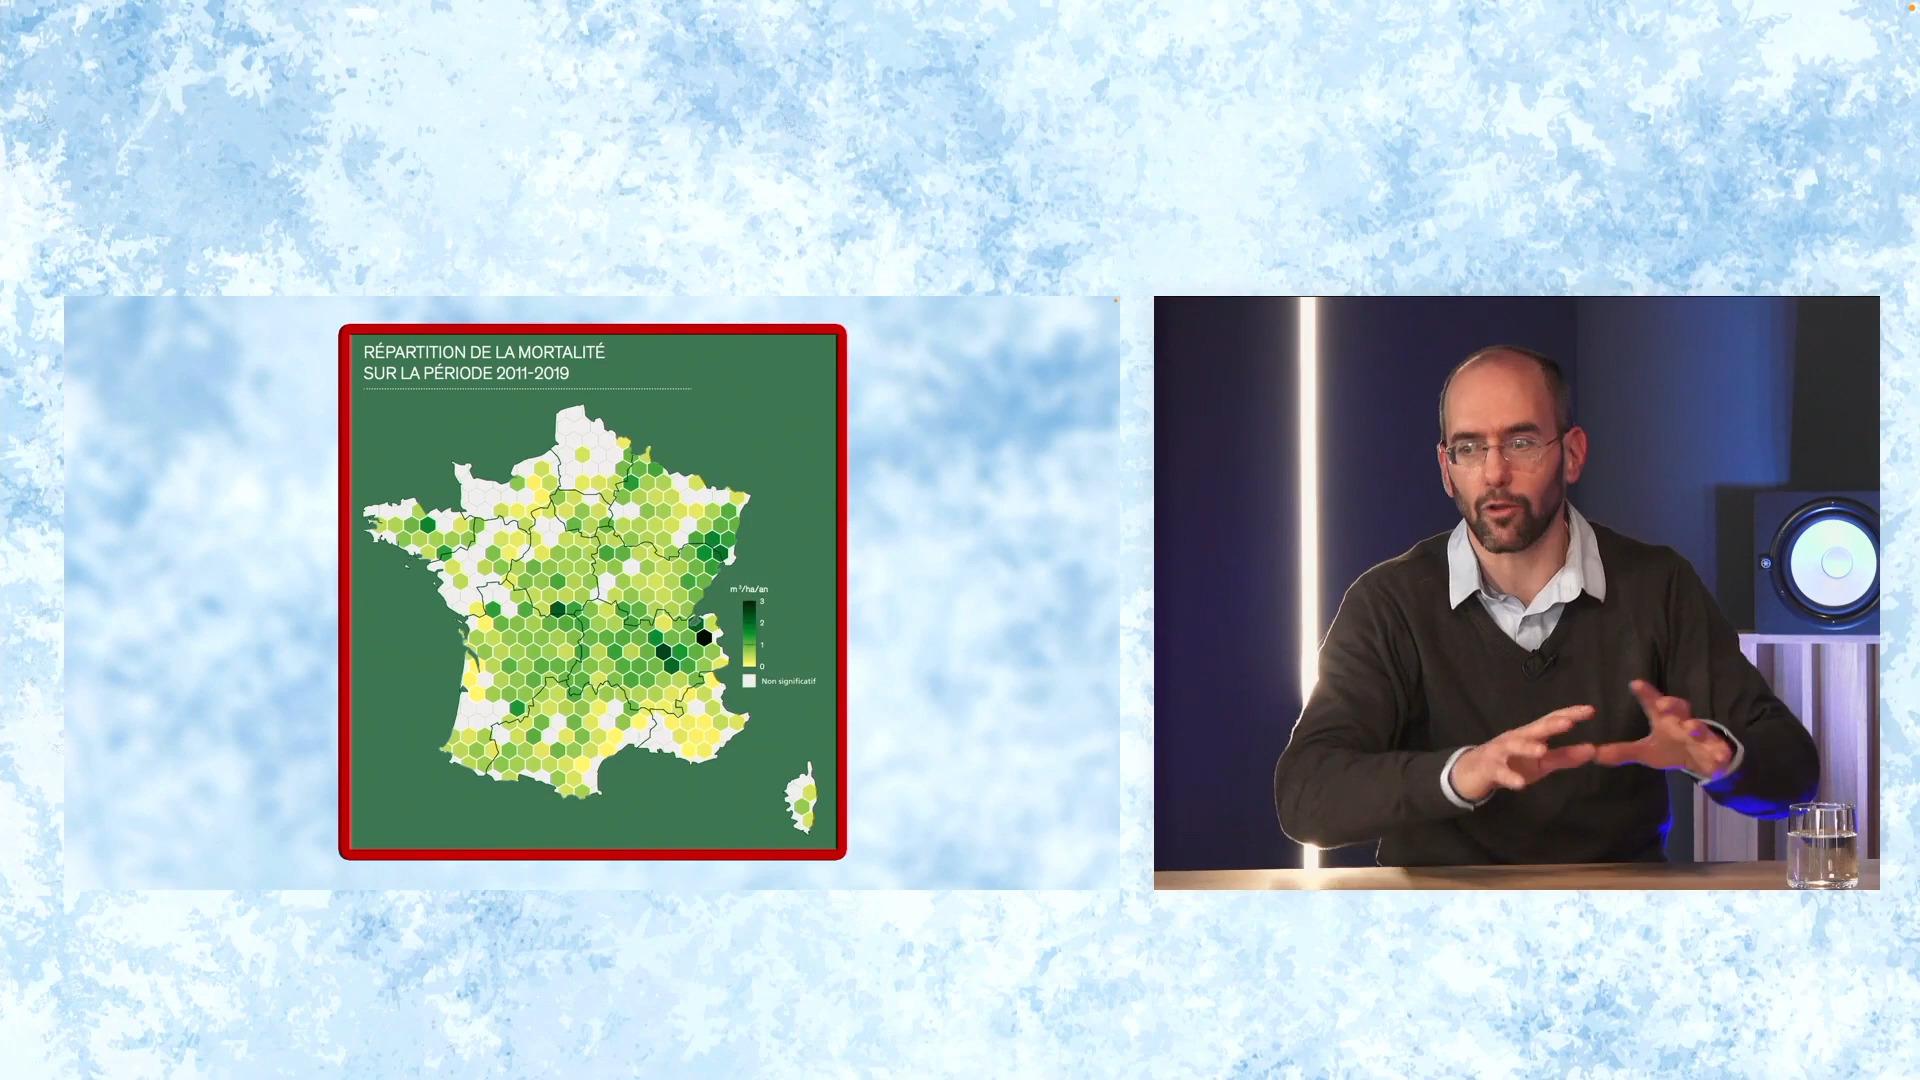 RÉPARTITION DE LA MORTALITÉ
SUR LA PÉRIODE 2011-2019
m³/ha/an
3
2
1
0
Non significatif